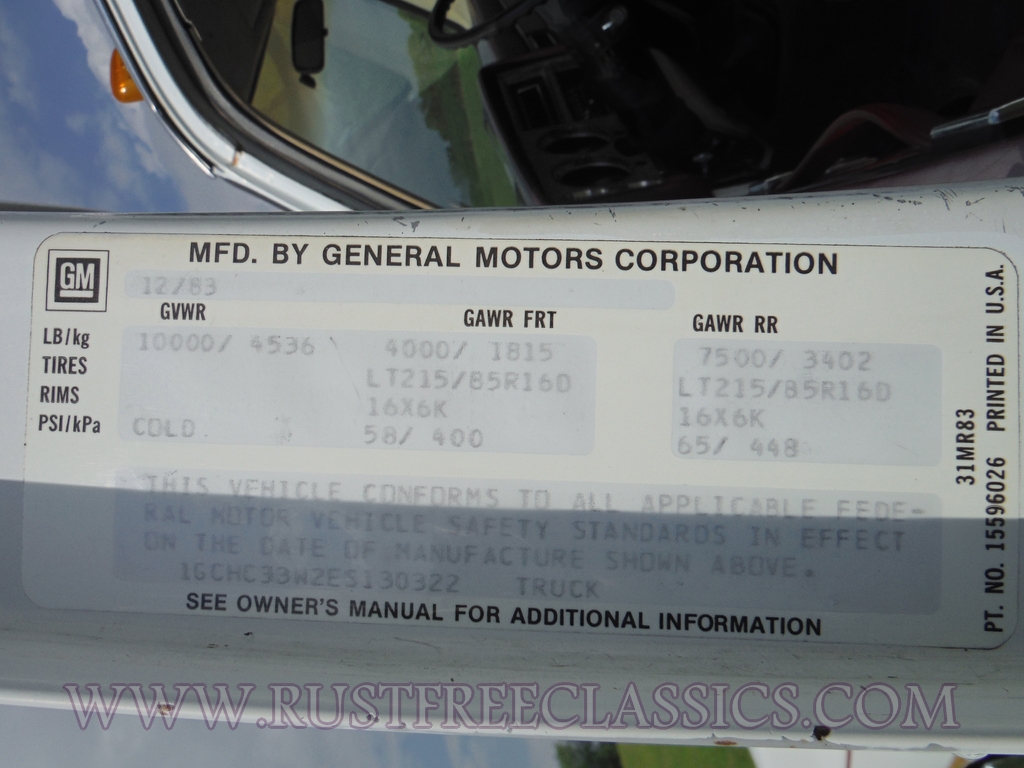 MFD. BY GENERAL MOTORS CORPORATION
GM
12/83
GVWR GAWR FRT GAWR RR
LB/kg 10000/ 4536 4000/ 1815 7500/ 3402
TIRES LT215/85R16D LT215/85R16D
RIMS 16X6K 16X6K
PSI/kPa COLD 58/ 400 65/ 448
THIS VEHICLE CONFORMS TO ALL APPLICABLE FEDE-
RAL MOTOR VEHICLE SAFETY STANDARDS IN EFFECT
ON THE DATE OF MANUFACTURE SHOWN ABOVE.
1GCHC33W2ES130322 TRUCK
SEE OWNER'S MANUAL FOR ADDITIONAL INFORMATION
31MR83
PT. NO. 15596026 PRINTED IN U.S.A.
WWW.RUSTFREECLASSICS.COM